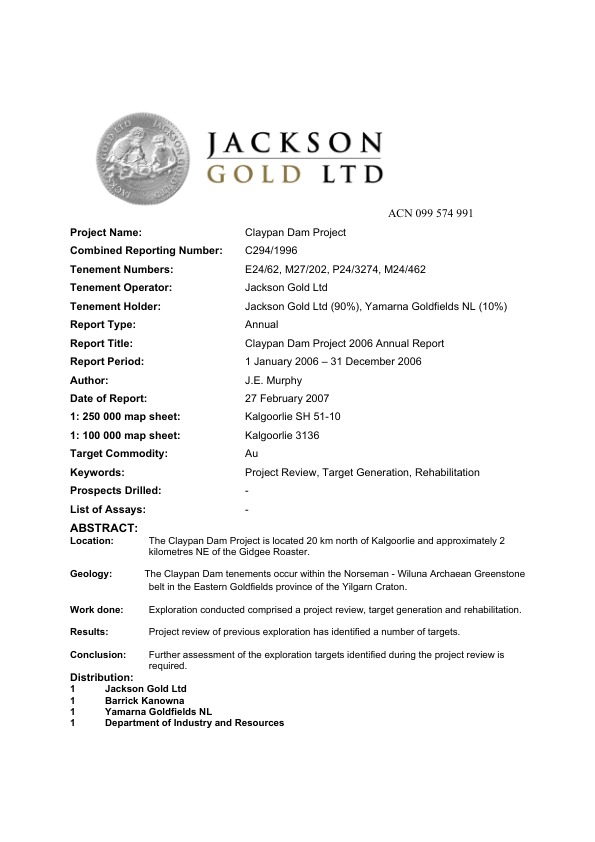 JACKSON GOLD LTD
JACKSON
GOLD LTD
ACN 099 574 991
Project Name: Claypan Dam Project
Combined Reporting Number: C294/1996
Tenement Numbers: E24/62, M27/202, P24/3274, M24/462
Tenement Operator: Jackson Gold Ltd
Tenement Holder: Jackson Gold Ltd (90%), Yamarna Goldfields NL (10%)
Report Type: Annual
Report Title: Claypan Dam Project 2006 Annual Report
Report Period: 1 January 2006 – 31 December 2006
Author: J.E. Murphy
Date of Report: 27 February 2007
1: 250 000 map sheet: Kalgoorlie SH 51-10
1: 100 000 map sheet: Kalgoorlie 3136
Target Commodity: Au
Keywords: Project Review, Target Generation, Rehabilitation
Prospects Drilled: -
List of Assays: -
ABSTRACT:
Location: The Claypan Dam Project is located 20 km north of Kalgoorlie and approximately 2
kilometres NE of the Gidgee Roaster.
Geology: The Claypan Dam tenements occur within the Norseman - Wiluna Archaean Greenstone
belt in the Eastern Goldfields province of the Yilgarn Craton.
Work done: Exploration conducted comprised a project review, target generation and rehabilitation.
Results: Project review of previous exploration has identified a number of targets.
Conclusion: Further assessment of the exploration targets identified during the project review is
required.
Distribution:
1 Jackson Gold Ltd
1 Barrick Kanowna
1 Yamarna Goldfields NL
1 Department of Industry and Resources